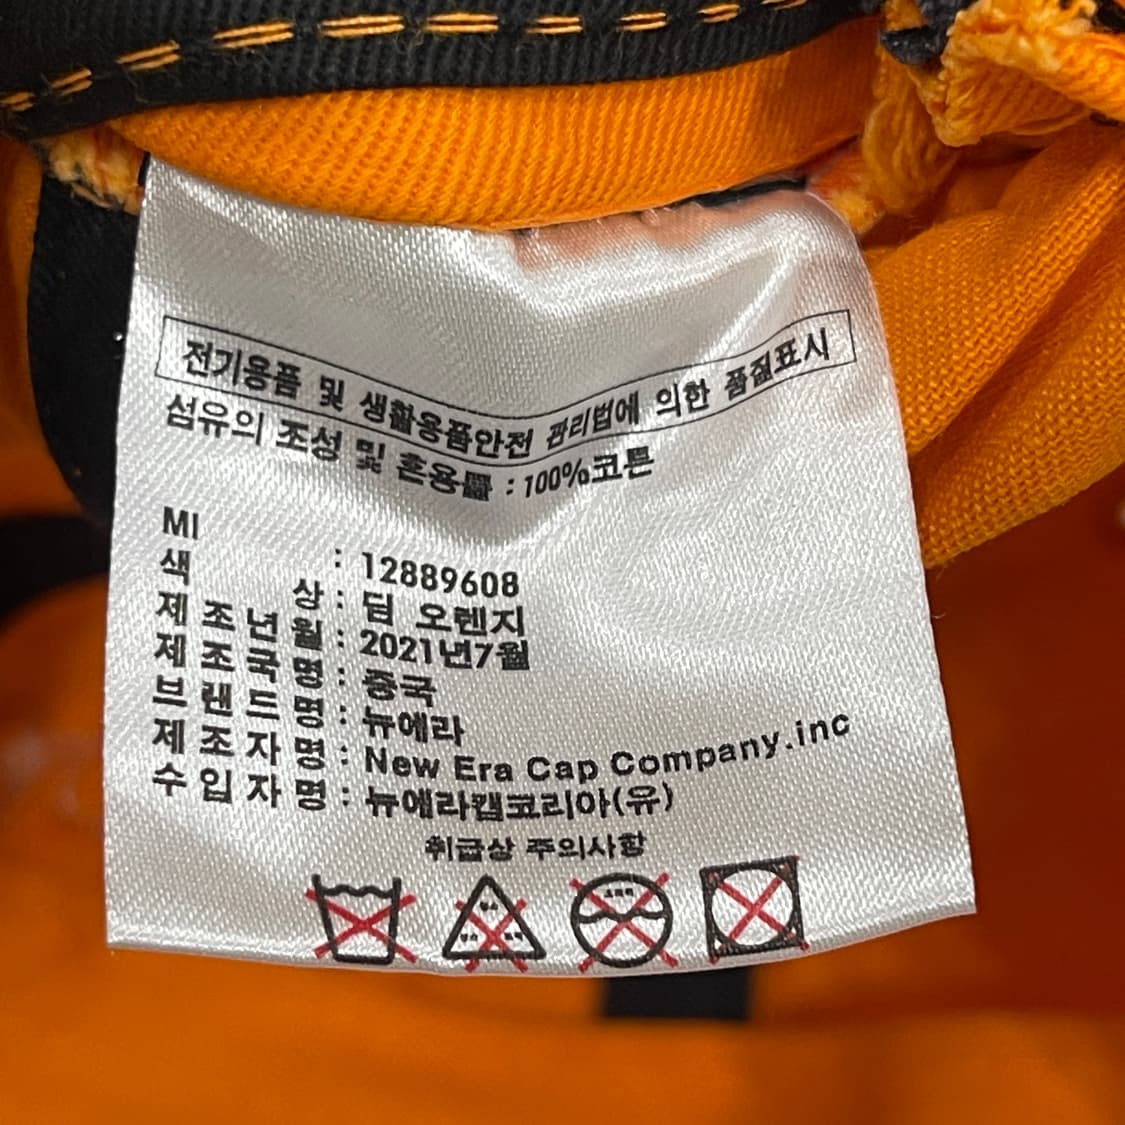 전기용품 및 생활용품안전 관리법에 의한 품질표시
섬유의 조성 및 혼용률 : 100%코튼
MI : 12889608
색 상 : 딥 오렌지
제 조 년 월 : 2021년7월
제 조 국 명 : 중국
브 랜 드 명 : 뉴에라
제 조 자 명 : New Era Cap Company.inc
수 입 자 명 : 뉴에라캡코리아(유)
취급상 주의사항